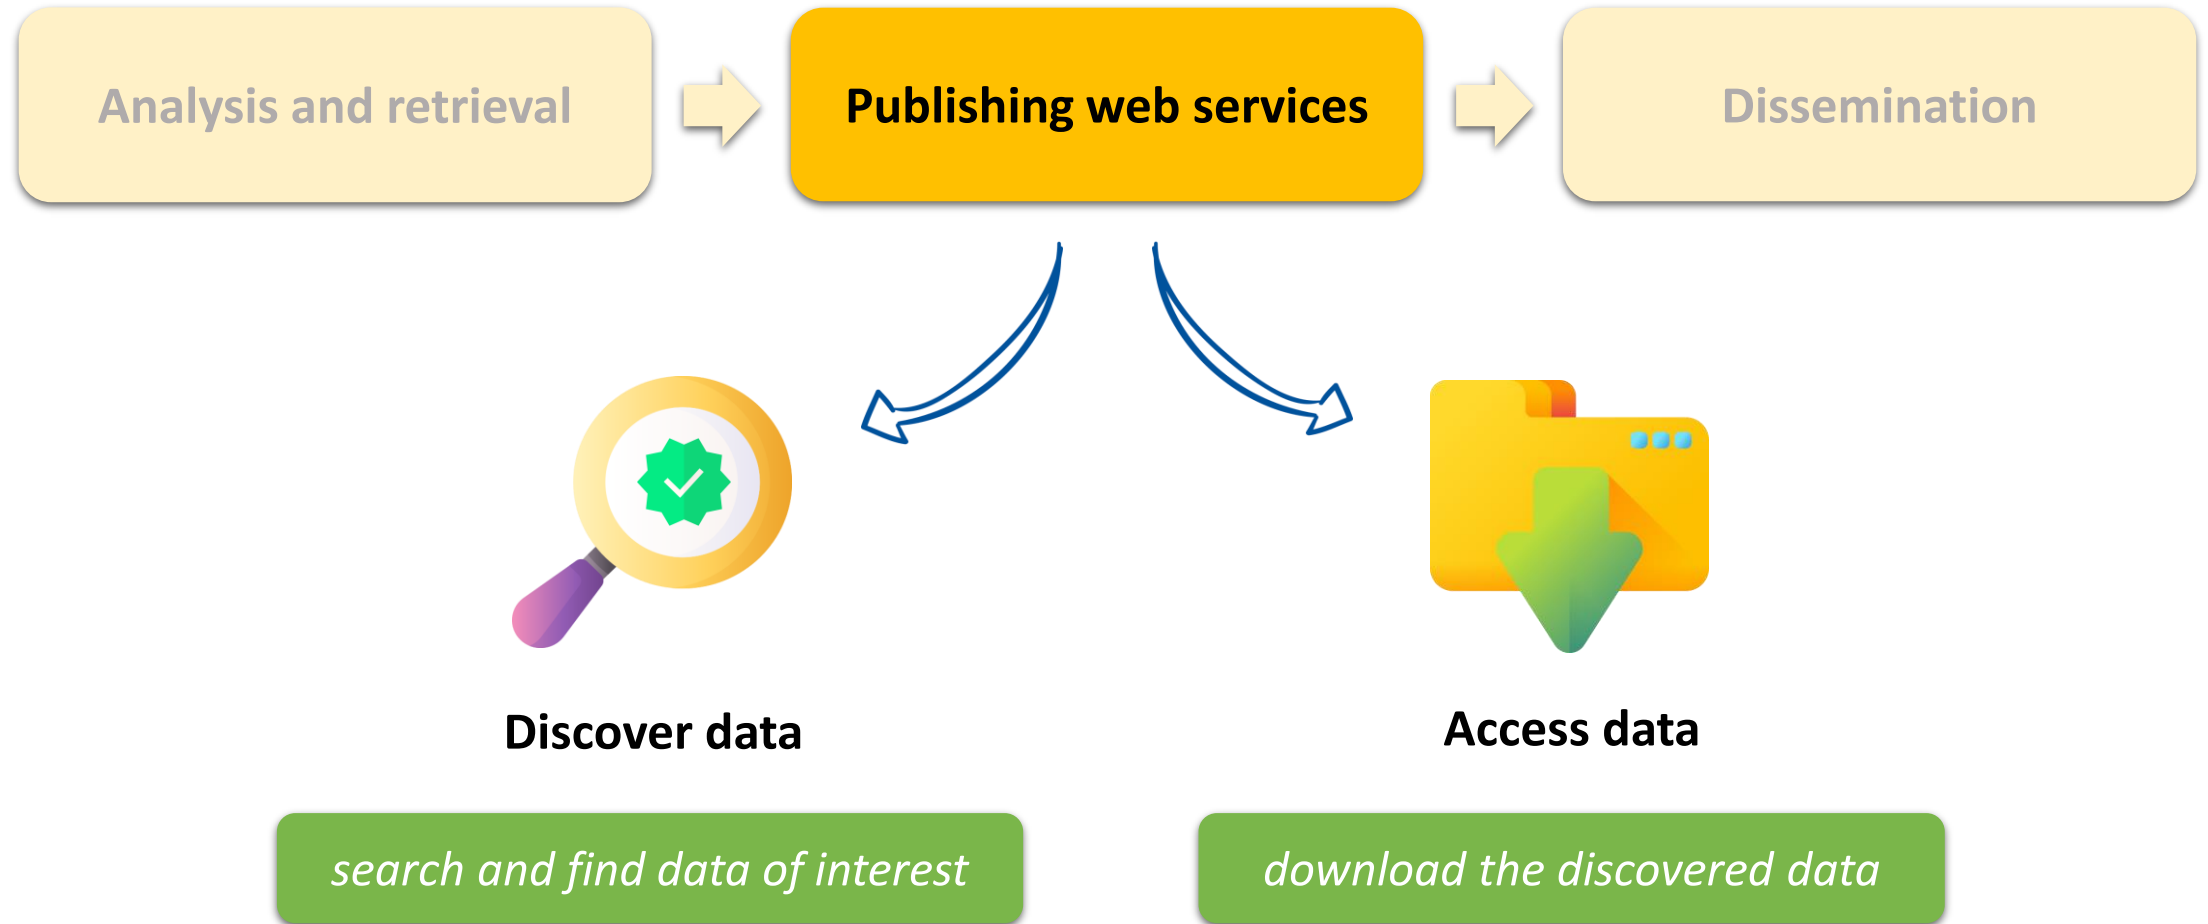 Analysis and retrieval
Publishing web services
Dissemination
Discover data
Access data
search and find data of interest
download the discovered data